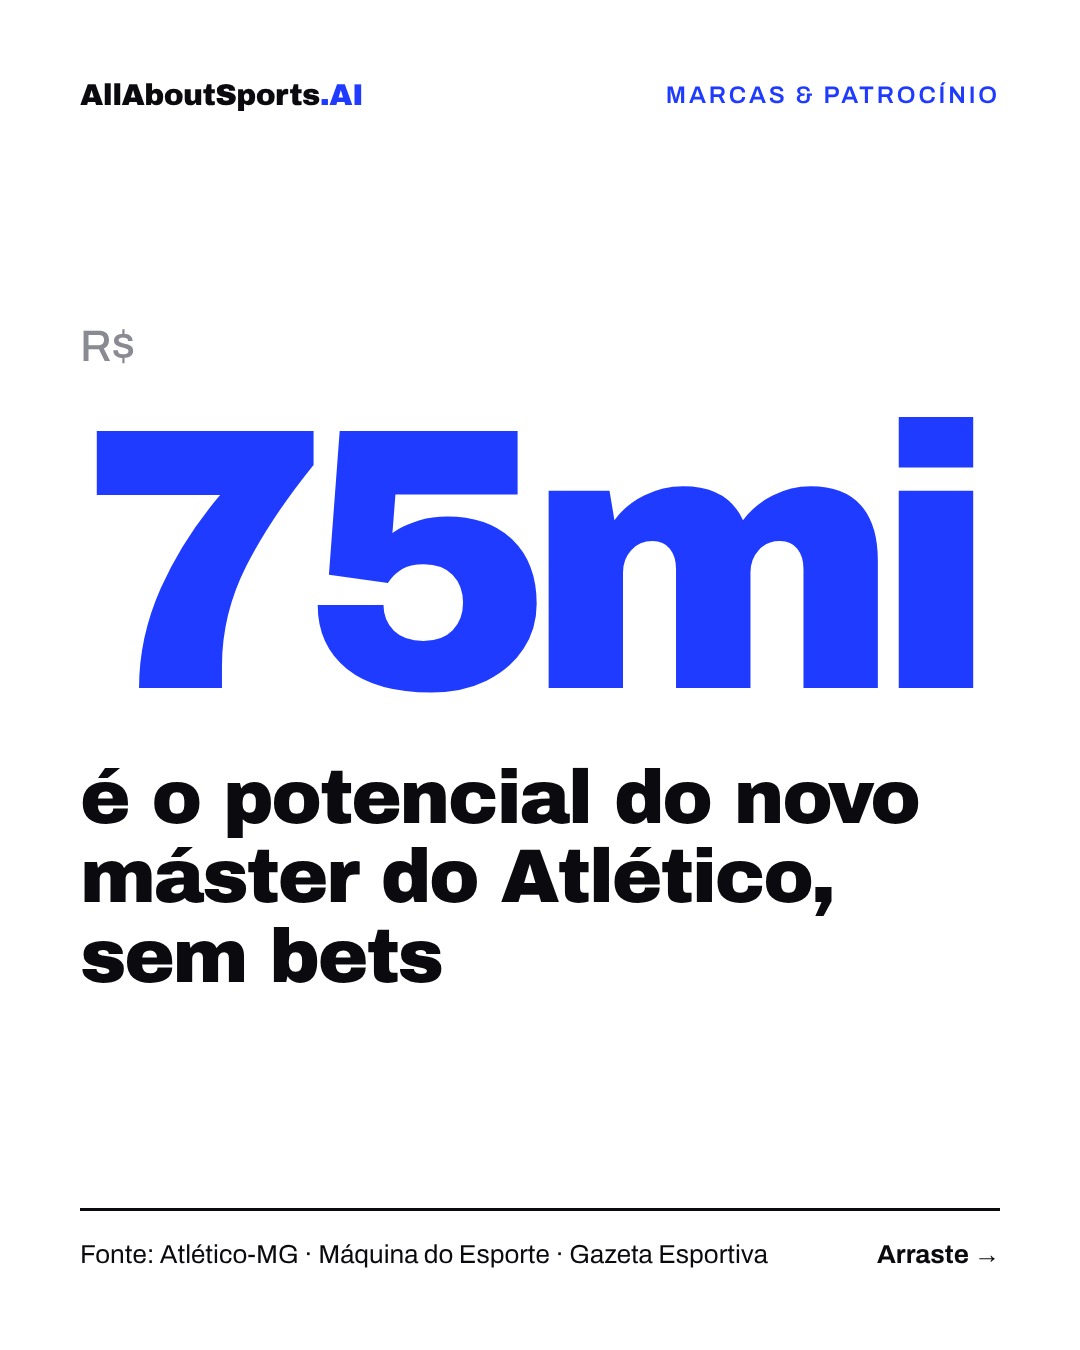 AllAboutSports.AI
MARCAS & PATROCÍNIO
R$
75mi
é o potencial do novo
máster do Atlético,
sem bets
Fonte: Atlético-MG · Máquina do Esporte · Gazeta Esportiva
Arraste →